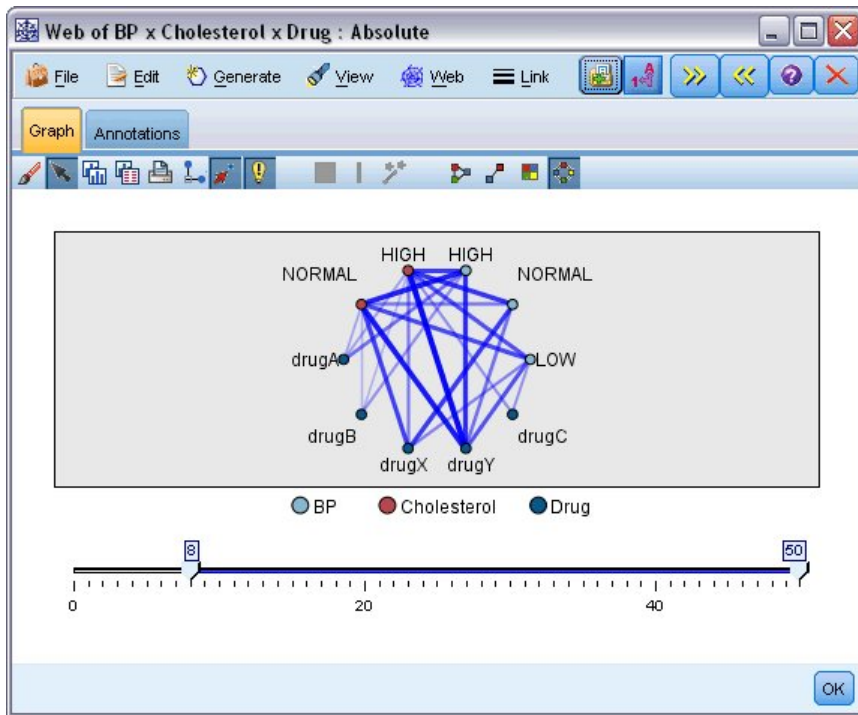 Web of BP x Cholesterol x Drug : Absolute
File Edit Generate View Web Link
Graph Annotations
HIGH HIGH
NORMAL NORMAL
drugA LOW
drugB drugC
drugX drugY
BP Cholesterol Drug
8 50
0 20 40
OK